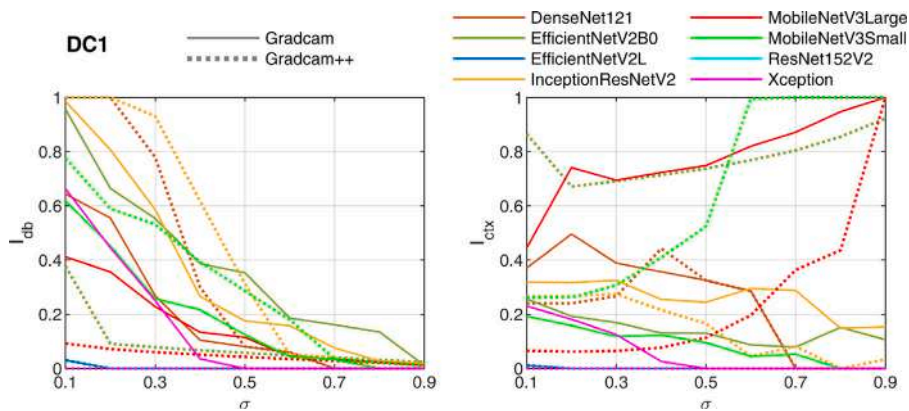 DC1
Gradcam
Gradcam++
DenseNet121
EfficientNetV2B0
EfficientNetV2L
InceptionResNetV2
MobileNetV3Large
MobileNetV3Small
ResNet152V2
Xception
1
0.8
0.6
0.4
0.2
0
I_db
0.1 0.3 0.5 0.7 0.9
σ
1
0.8
0.6
0.4
0.2
0
I_ctx
0.1 0.3 0.5 0.7 0.9
σ